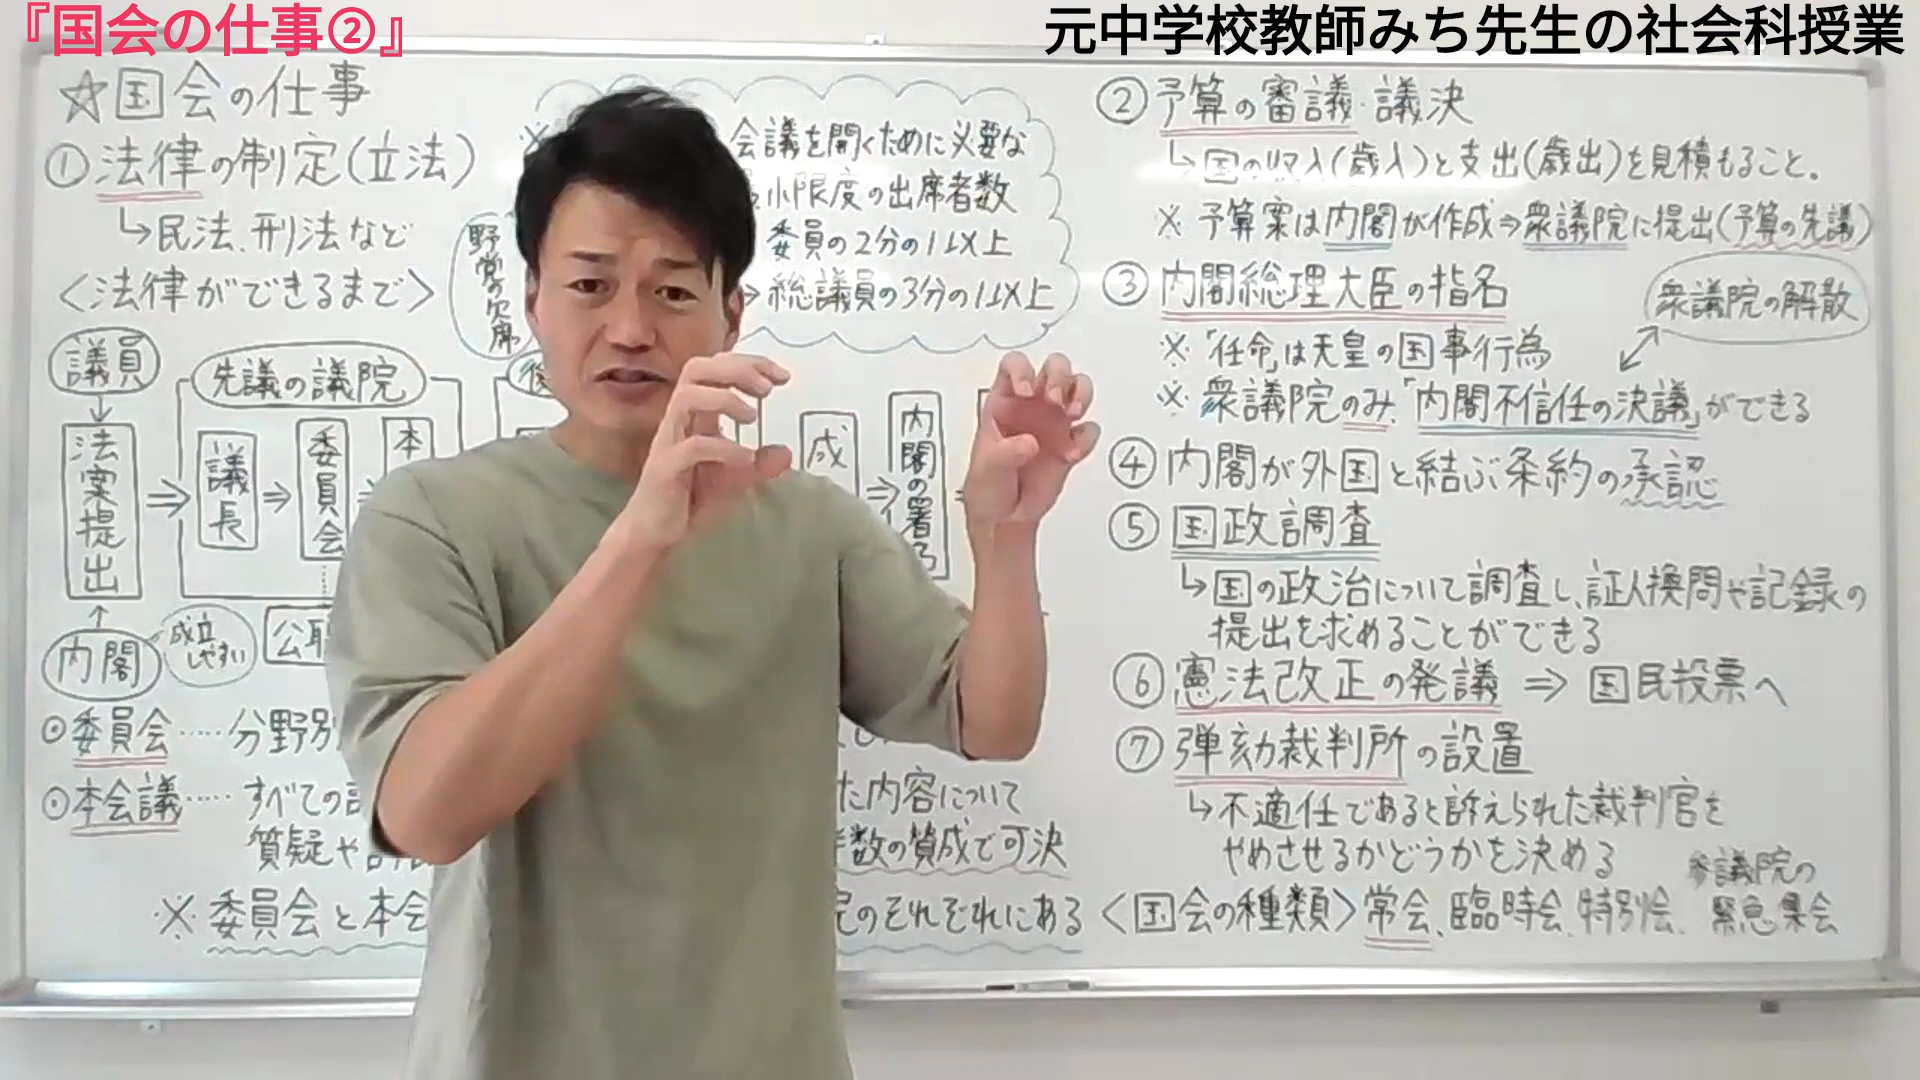 『国会の仕事②』
元中学校教師みち先生の社会科授業
☆国会の仕事
①法律の制定(立法)
↳民法、刑法など
<法律ができるまで>
議員
法案提出
内閣
成立しやすい
先議の議院
議長
委員会
本
公
野党の欠席
※
会議を開くために必要な
小限度の出席者数
委員の2分の1以上
総議員の3分の1以上
成
内閣の署名
◎委員会……分野別
◎本会議……すべての
質疑や
た内容について
数の賛成で可決
※委員会と本会
のそれぞれにある
②予算の審議・議決
↳国の収入(歳入)と支出(歳出)を見積もること。
※予算案は内閣が作成⇒衆議院に提出(予算の先議)
③内閣総理大臣の指名
衆議院の解散
※「任命」は天皇の国事行為
※衆議院のみ「内閣不信任の決議」ができる
④内閣が外国と結ぶ条約の承認
⑤国政調査
↳国の政治について調査し、証人換問や記録の
提出を求めることができる
⑥憲法改正の発議⇒国民投票へ
⑦弾劾裁判所の設置
↳不適任であると訴えられた裁判官を
やめさせるかどうかを決める
<国会の種類>常会、臨時会、特別会、参議院の緊急集会